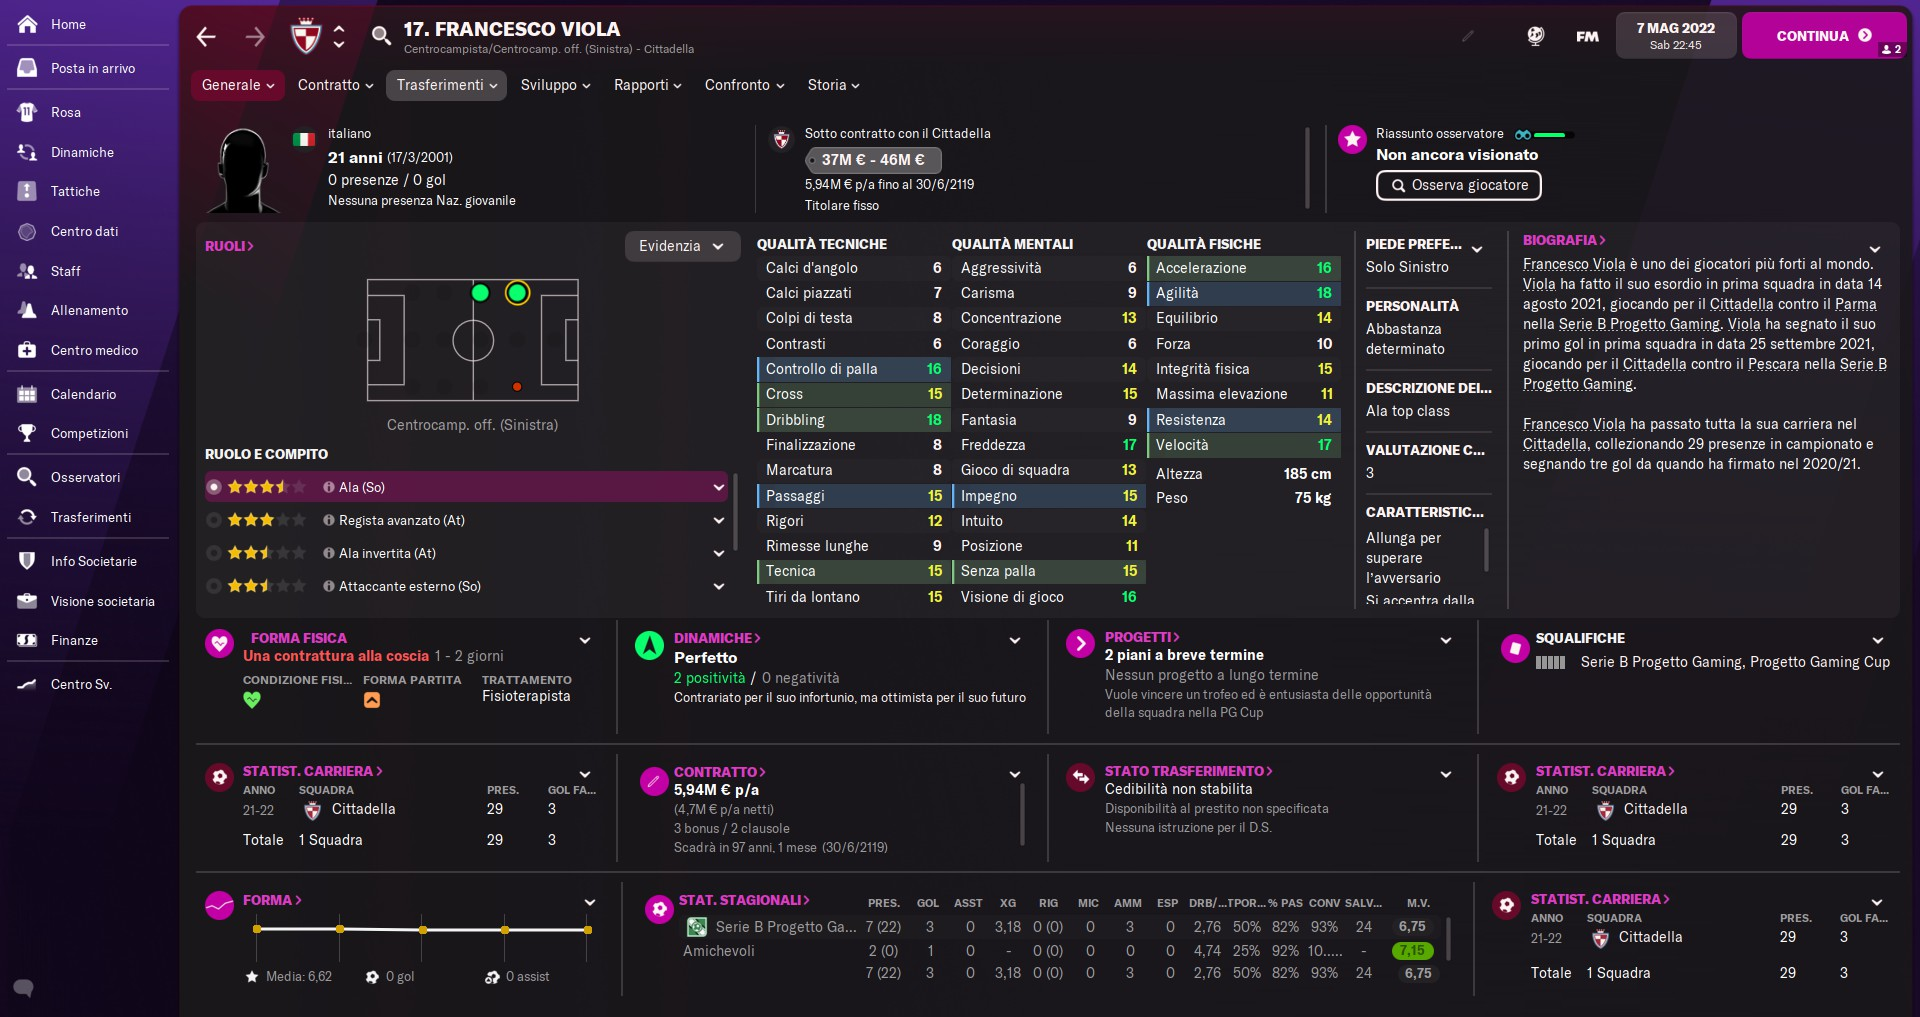 Home
Posta in arrivo
Rosa
Dinamiche
Tattiche
Centro dati
Staff
Allenamento
Centro medico
Calendario
Competizioni
Osservatori
Trasferimenti
Info Societarie
Visione societaria
Finanze
Centro Sv.
17. FRANCESCO VIOLA
Centrocampista/Centrocamp. off. (Sinistra) - Cittadella
FM
7 MAG 2022
Sab 22:45
CONTINUA
2
Generale
Contratto
Trasferimenti
Sviluppo
Rapporti
Confronto
Storia
italiano
21 anni (17/3/2001)
0 presenze / 0 gol
Nessuna presenza Naz. giovanile
Sotto contratto con il Cittadella
37M € - 46M €
5,94M € p/a fino al 30/6/2119
Titolare fisso
Riassunto osservatore
Non ancora visionato
Osserva giocatore
RUOLI
Evidenzia
Centrocamp. off. (Sinistra)
RUOLO E COMPITO
Ala (So)
Regista avanzato (At)
Ala invertita (At)
Attaccante esterno (So)
QUALITÀ TECNICHE
Calci d'angolo 6
Calci piazzati 7
Colpi di testa 8
Contrasti 6
Controllo di palla 16
Cross 15
Dribbling 18
Finalizzazione 8
Marcatura 8
Passaggi 15
Rigori 12
Rimesse lunghe 9
Tecnica 15
Tiri da lontano 15
QUALITÀ MENTALI
Aggressività 6
Carisma 9
Concentrazione 13
Coraggio 6
Decisioni 14
Determinazione 15
Fantasia 9
Freddezza 17
Gioco di squadra 13
Impegno 15
Intuito 14
Posizione 11
Senza palla 15
Visione di gioco 16
QUALITÀ FISICHE
Accelerazione 16
Agilità 18
Equilibrio 14
Forza 10
Integrità fisica 15
Massima elevazione 11
Resistenza 14
Velocità 17
Altezza 185 cm
Peso 75 kg
PIEDE PREFE...
Solo Sinistro
PERSONALITÀ
Abbastanza
determinato
DESCRIZIONE DEI...
Ala top class
VALUTAZIONE C...
3
CARATTERISTIC...
Allunga per
superare
l'avversario
Si accentra dalla
BIOGRAFIA
Francesco Viola è uno dei giocatori più forti al mondo.
Viola ha fatto il suo esordio in prima squadra in data 14
agosto 2021, giocando per il Cittadella contro il Parma
nella Serie B Progetto Gaming. Viola ha segnato il suo
primo gol in prima squadra in data 25 settembre 2021,
giocando per il Cittadella contro il Pescara nella Serie B
Progetto Gaming.
Francesco Viola ha passato tutta la sua carriera nel
Cittadella, collezionando 29 presenze in campionato e
segnando tre gol da quando ha firmato nel 2020/21.
FORMA FISICA
Una contrattura alla coscia 1 - 2 giorni
CONDIZIONE FISI... FORMA PARTITA TRATTAMENTO
Fisioterapista
DINAMICHE
Perfetto
2 positività / 0 negatività
Contrariato per il suo infortunio, ma ottimista per il suo futuro
PROGETTI
2 piani a breve termine
Nessun progetto a lungo termine
Vuole vincere un trofeo ed è entusiasta delle opportunità
della squadra nella PG Cup
SQUALIFICHE
Serie B Progetto Gaming, Progetto Gaming Cup
STATIST. CARRIERA
ANNO SQUADRA PRES. GOL FA...
21-22 Cittadella 29 3
Totale 1 Squadra 29 3
CONTRATTO
5,94M € p/a
(4,7M € p/a netti)
3 bonus / 2 clausole
Scadrà in 97 anni, 1 mese (30/6/2119)
STATO TRASFERIMENTO
Cedibilità non stabilita
Disponibilità al prestito non specificata
Nessuna istruzione per il D.S.
STATIST. CARRIERA
ANNO SQUADRA PRES. GOL FA...
21-22 Cittadella 29 3
Totale 1 Squadra 29 3
FORMA
Media: 6,62 0 gol 0 assist
STAT. STAGIONALI PRES. GOL ASST XG RIG MIC AMM ESP DRB/... TPOR... % PAS CONV SALV... M.V.
Serie B Progetto Ga... 7 (22) 3 0 3,18 0 (0) 0 3 0 2,76 50% 82% 93% 24 6,75
Amichevoli 2 (0) 1 0 - 0 (0) 0 0 0 4,74 25% 92% 10..... - 7,15
7 (22) 3 0 3,18 0 (0) 0 3 0 2,76 50% 82% 93% 24 6,75
STATIST. CARRIERA
ANNO SQUADRA PRES. GOL FA...
21-22 Cittadella 29 3
Totale 1 Squadra 29 3